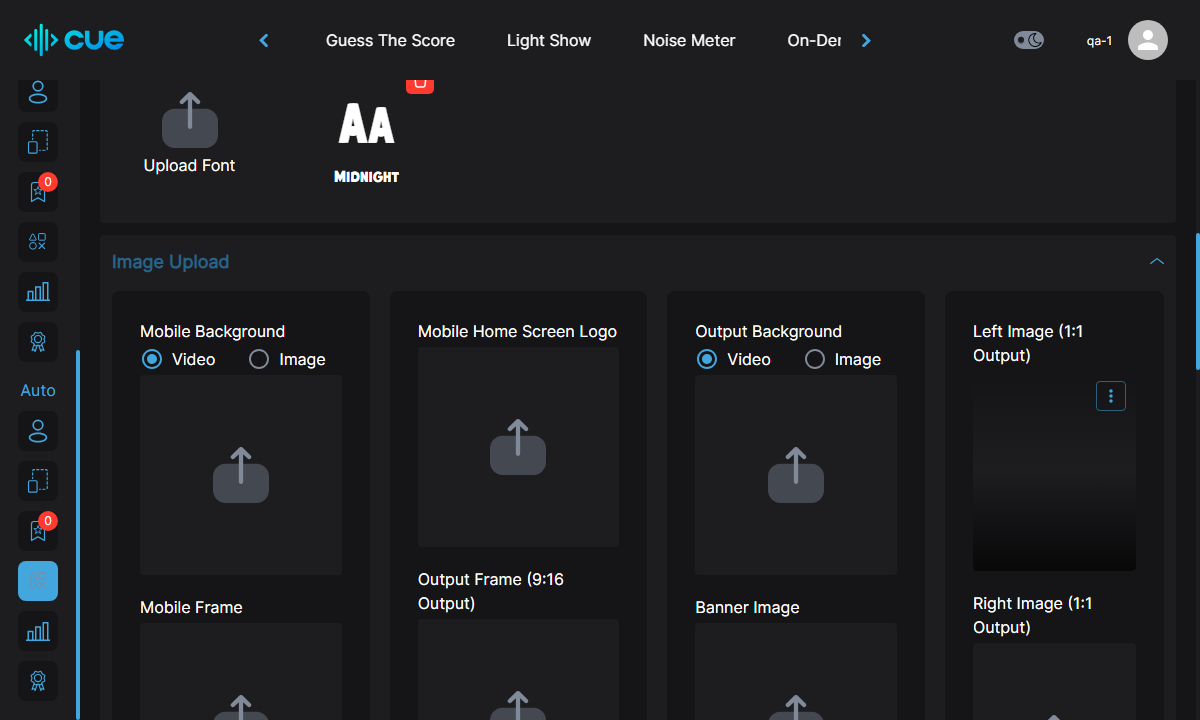 cue
Guess The Score
Light Show
Noise Meter
On-Der
qa-1
0
Auto
0
Upload Font
AA
MIDNIGHT
Image Upload
Mobile Background
Video
Image
Mobile Home Screen Logo
Output Background
Video
Image
Left Image (1:1
Output)
Mobile Frame
Output Frame (9:16
Output)
Banner Image
Right Image (1:1
Output)